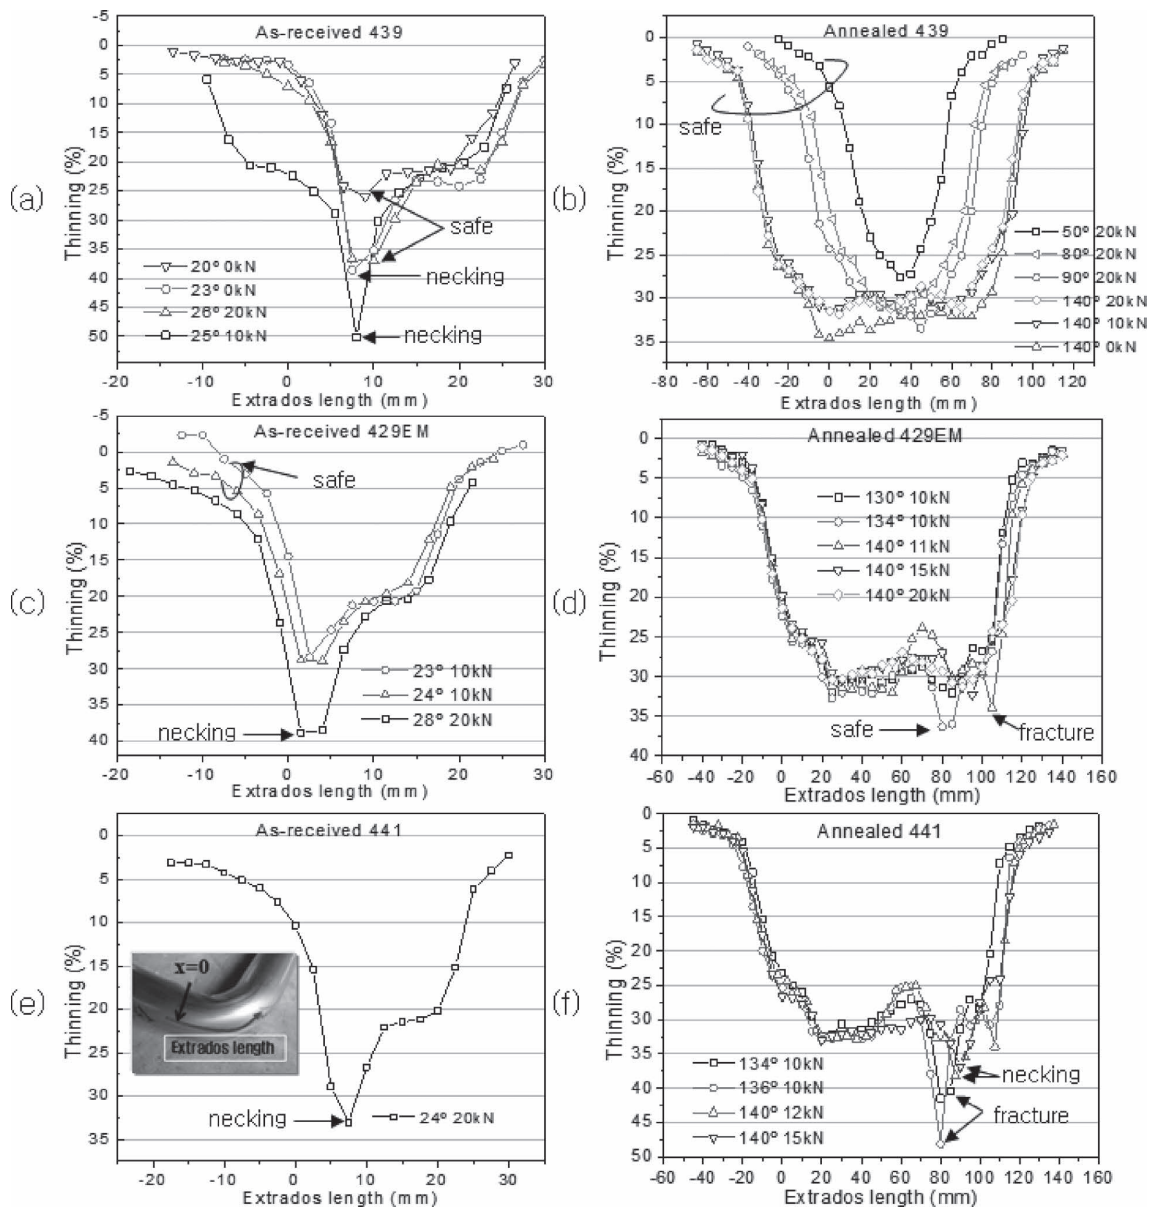 (a)
As-received 439
Thinning (%)
-5
0
5
10
15
20
25
30
35
40
45
50
20° 0kN
23° 0kN
26° 20kN
25° 10kN
safe
necking
necking
-20 -10 0 10 20 30
Extrados length (mm)
(b)
Annealed 439
Thinning (%)
0
5
10
15
20
25
30
35
safe
50° 20kN
80° 20kN
90° 20kN
140° 20kN
140° 10kN
140° 0kN
-80 -60 -40 -20 0 20 40 60 80 100 120
Extrados length (mm)
(c)
As-received 429EM
Thinning (%)
-5
0
5
10
15
20
25
30
35
40
safe
23° 10kN
24° 10kN
28° 20kN
necking
-20 -10 0 10 20 30
Extrados length (mm)
(d)
Annealed 429EM
Thinning (%)
0
5
10
15
20
25
30
35
40
130° 10kN
134° 10kN
140° 11kN
140° 15kN
140° 20kN
safe
fracture
-60 -40 -20 0 20 40 60 80 100 120 140 160
Extrados length (mm)
(e)
As-received 441
Thinning (%)
0
5
10
15
20
25
30
35
x=0
Extrados length
necking
24° 20kN
-20 -10 0 10 20 30
Extrados length (mm)
(f)
Annealed 441
Thinning (%)
0
5
10
15
20
25
30
35
40
45
50
134° 10kN
136° 10kN
140° 12kN
140° 15kN
necking
fracture
-60 -40 -20 0 20 40 60 80 100 120 140 160
Extrados length (mm)